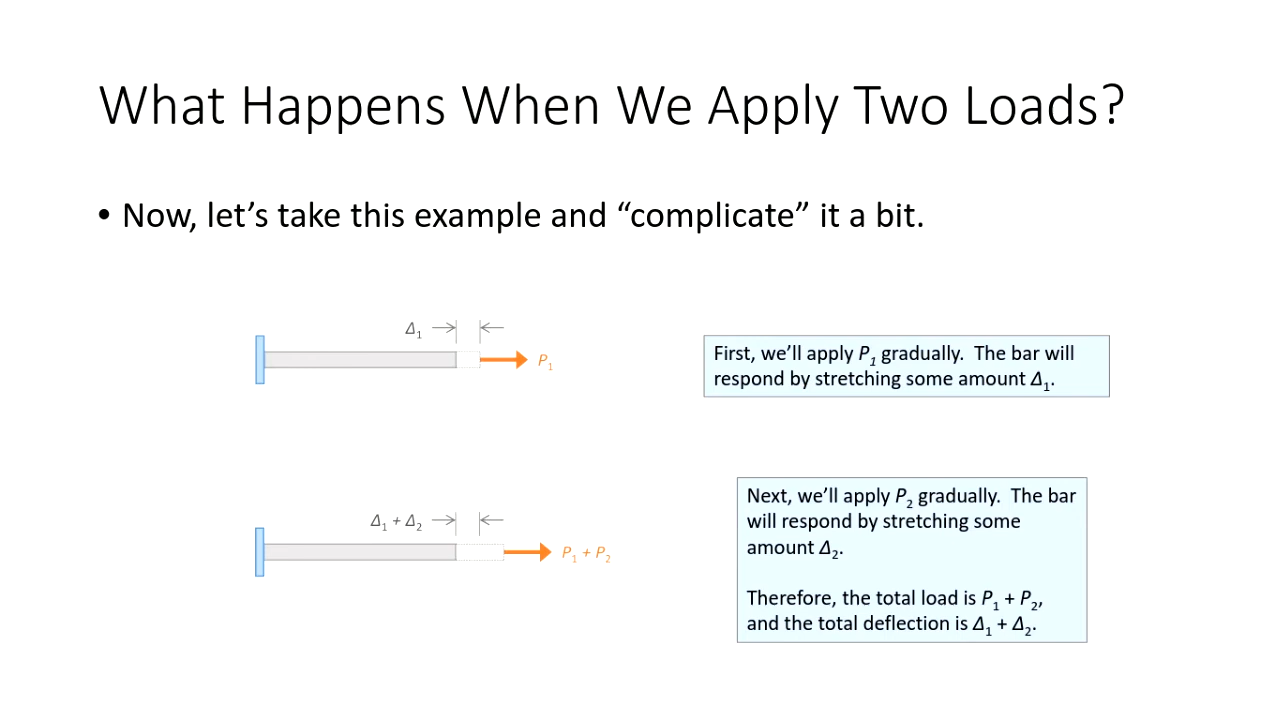 What Happens When We Apply Two Loads?
• Now, let’s take this example and “complicate” it a bit.
Δ₁
P₁
First, we’ll apply P₁ gradually. The bar will
respond by stretching some amount Δ₁.
Δ₁ + Δ₂
P₁ + P₂
Next, we’ll apply P₂ gradually. The bar
will respond by stretching some
amount Δ₂.
Therefore, the total load is P₁ + P₂,
and the total deflection is Δ₁ + Δ₂.